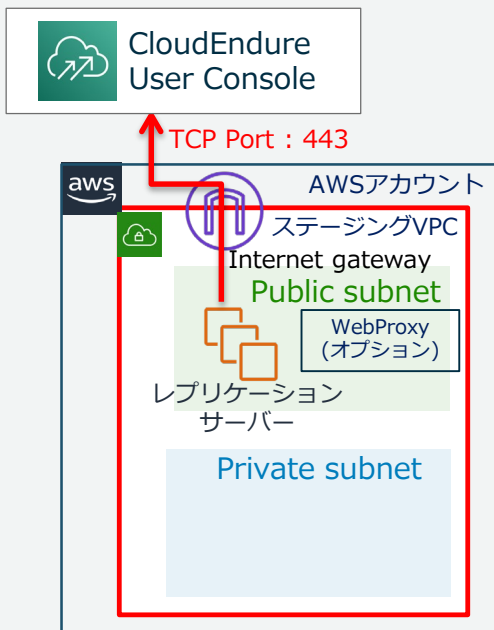 CloudEndure
User Console
TCP Port : 443
aws
AWSアカウント
ステージングVPC
Internet gateway
Public subnet
WebProxy
(オプション)
レプリケーション
サーバー
Private subnet